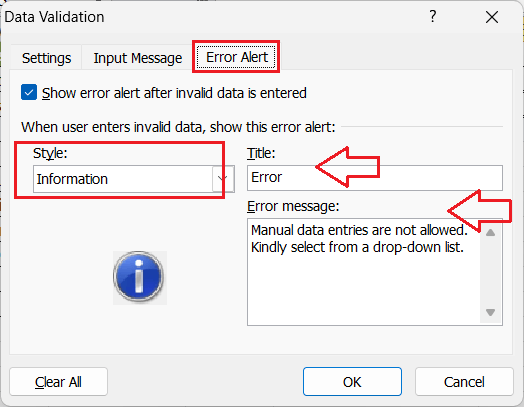 Data Validation
?
Settings
Input Message
Error Alert
Show error alert after invalid data is entered
When user enters invalid data, show this error alert:
Style:
Title:
Information
Error
Error message:
Manual data entries are not allowed.
Kindly select from a drop-down list.
Clear All
OK
Cancel